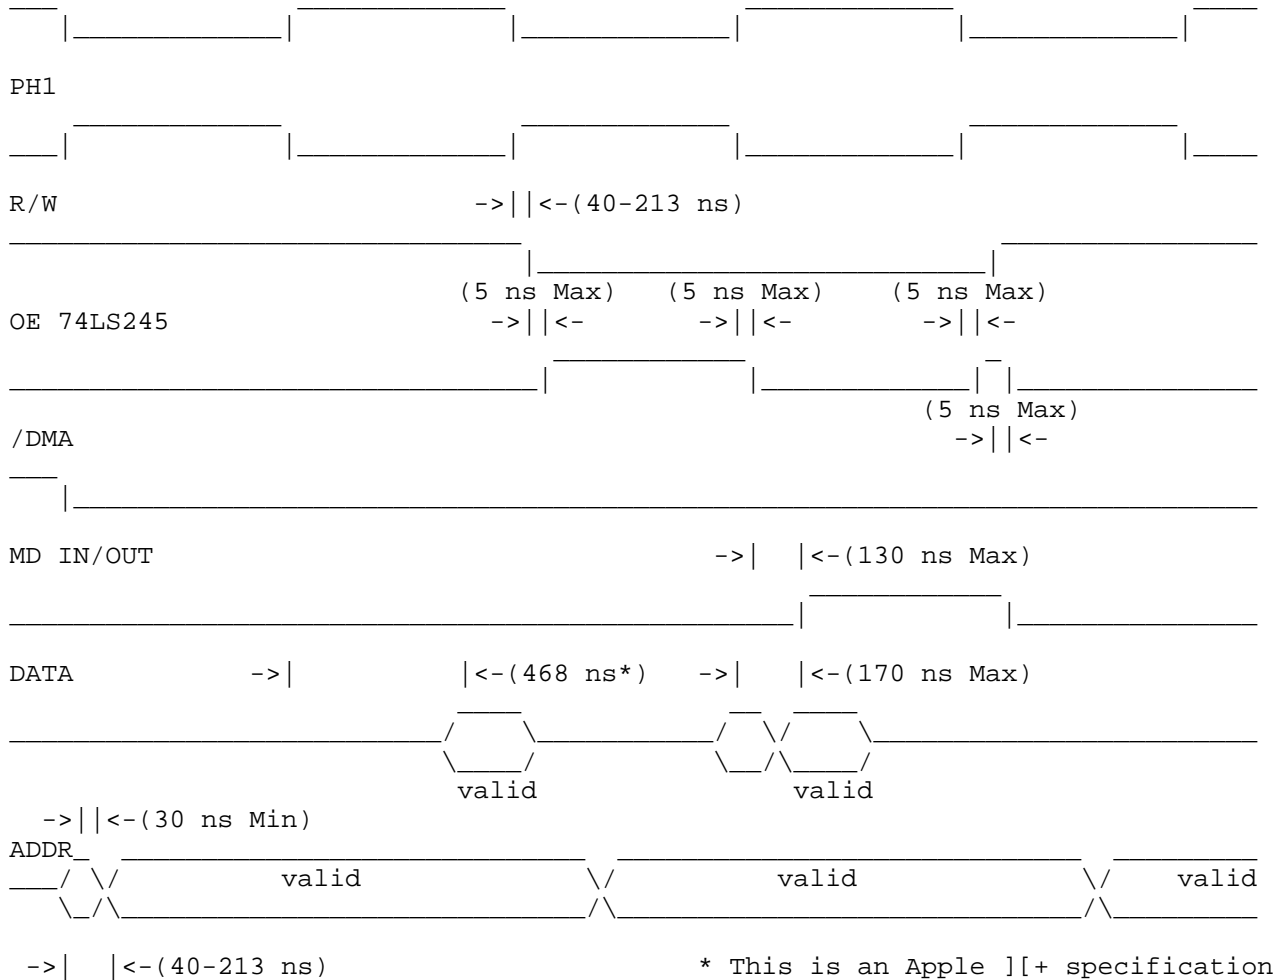 PH1
R/W ->||<-(40-213 ns)
(5 ns Max) (5 ns Max) (5 ns Max)
OE 74LS245 ->||<- ->||<- ->||<-
(5 ns Max)
/DMA ->||<-
MD IN/OUT ->| |<-(130 ns Max)
DATA ->| |<-(468 ns*) ->| |<-(170 ns Max)
valid valid
->||<-(30 ns Min)
ADDR
valid valid valid
->| |<-(40-213 ns) * This is an Apple ][+ specification